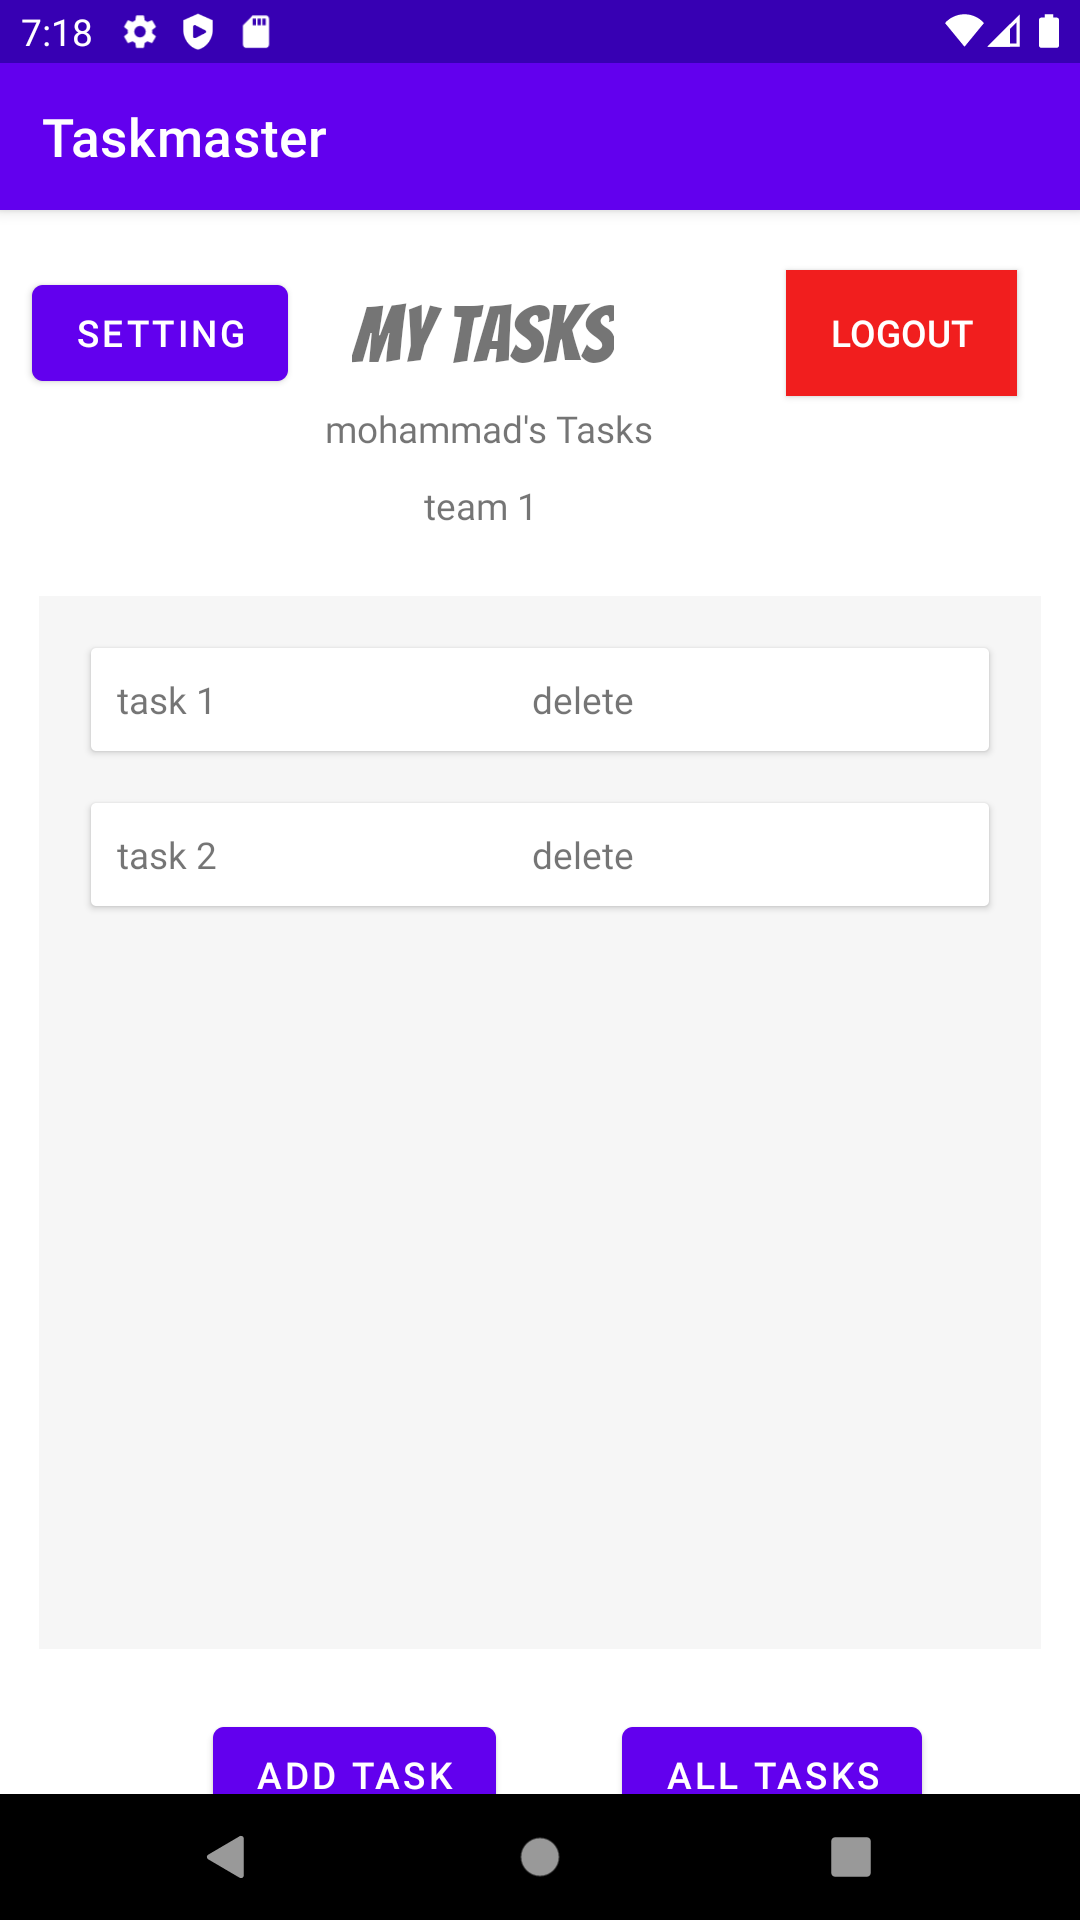 7:18
Taskmaster
SETTING
MY TASKS
LOGOUT
mohammad's Tasks
team 1
task 1 delete
task 2 delete
ADD TASK
ALL TASKS